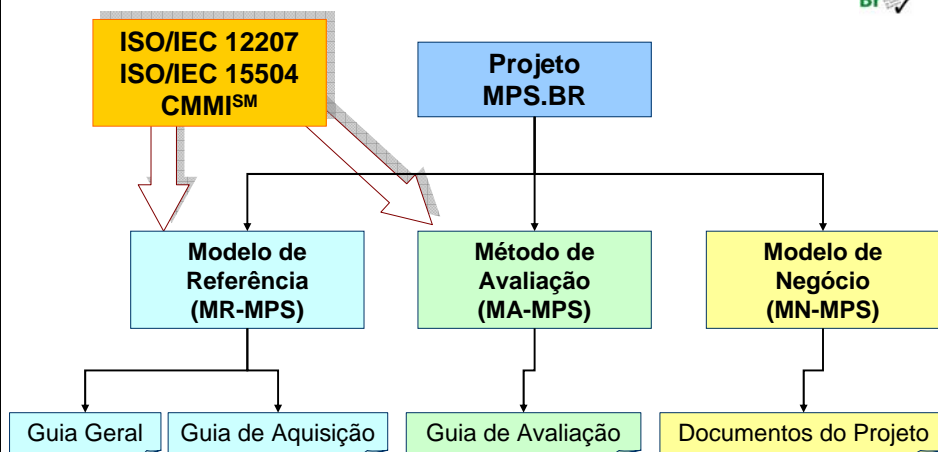 BI
ISO/IEC 12207
ISO/IEC 15504
CMMI℠
Projeto
MPS.BR
Modelo de
Referência
(MR-MPS)
Método de
Avaliação
(MA-MPS)
Modelo de
Negócio
(MN-MPS)
Guia Geral
Guia de Aquisição
Guia de Avaliação
Documentos do Projeto